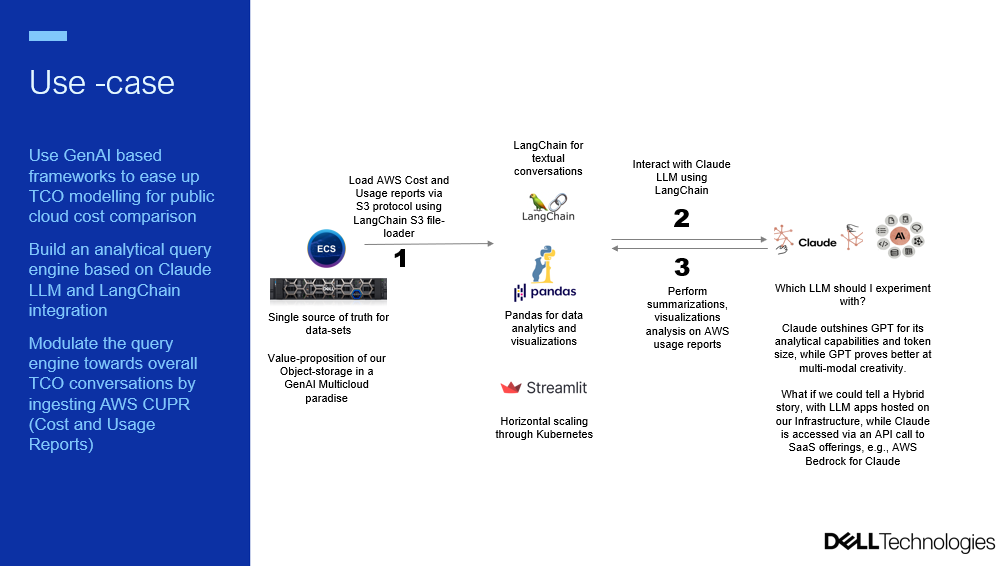 Use -case
Use GenAI based
frameworks to ease up
TCO modelling for public
cloud cost comparison
Build an analytical query
engine based on Claude
LLM and LangChain
integration
Modulate the query
engine towards overall
TCO conversations by
ingesting AWS CUPR
(Cost and Usage
Reports)
ECS
DELL
Single source of truth for
data-sets
Value-proposition of our
Object-storage in a
GenAI Multicloud
paradise
Load AWS Cost and
Usage reports via
S3 protocol using
LangChain S3 file-
loader
1
LangChain for
textual
conversations
LangChain
pandas
Pandas for data
analytics and
visualizations
Streamlit
Horizontal scaling
through Kubernetes
Interact with Claude
LLM using
LangChain
2
3
Perform
summarizations,
visualizations
analysis on AWS
usage reports
Claude
AI
Which LLM should I experiment
with?
Claude outshines GPT for its
analytical capabilities and token
size, while GPT proves better at
multi-modal creativity.
What if we could tell a Hybrid
story, with LLM apps hosted on
our Infrastructure, while Claude
is accessed via an API call to
SaaS offerings, e.g., AWS
Bedrock for Claude
DELL Technologies